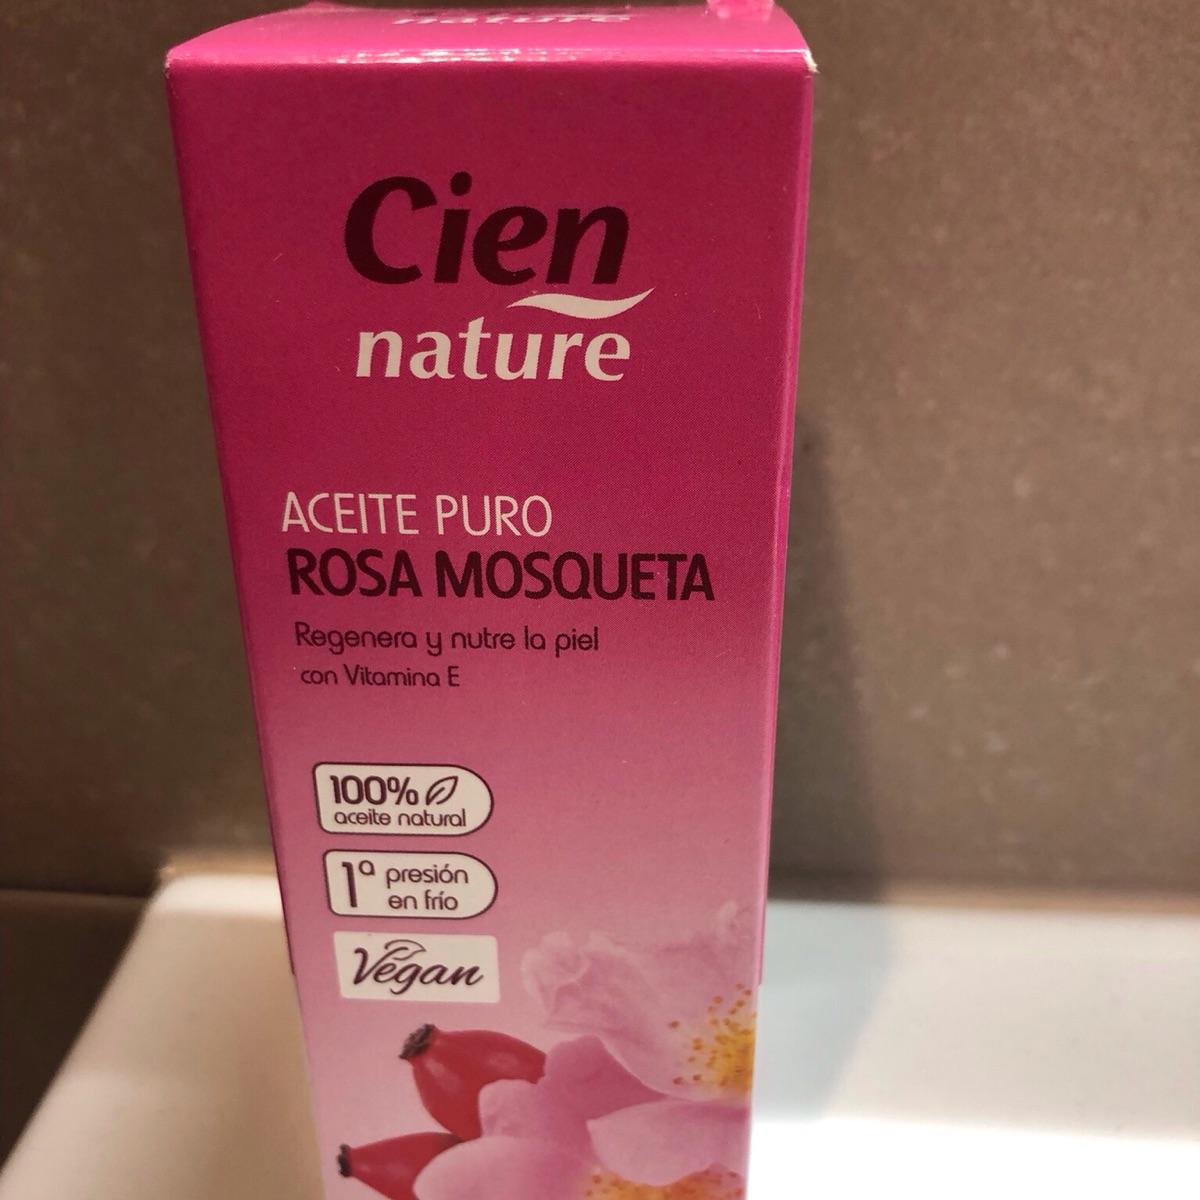 nature
Cien
nature
ACEITE PURO
ROSA MOSQUETA
Regenera y nutre la piel
con Vitamina E
100%
aceite natural
1ª presión
en frío
Vegan